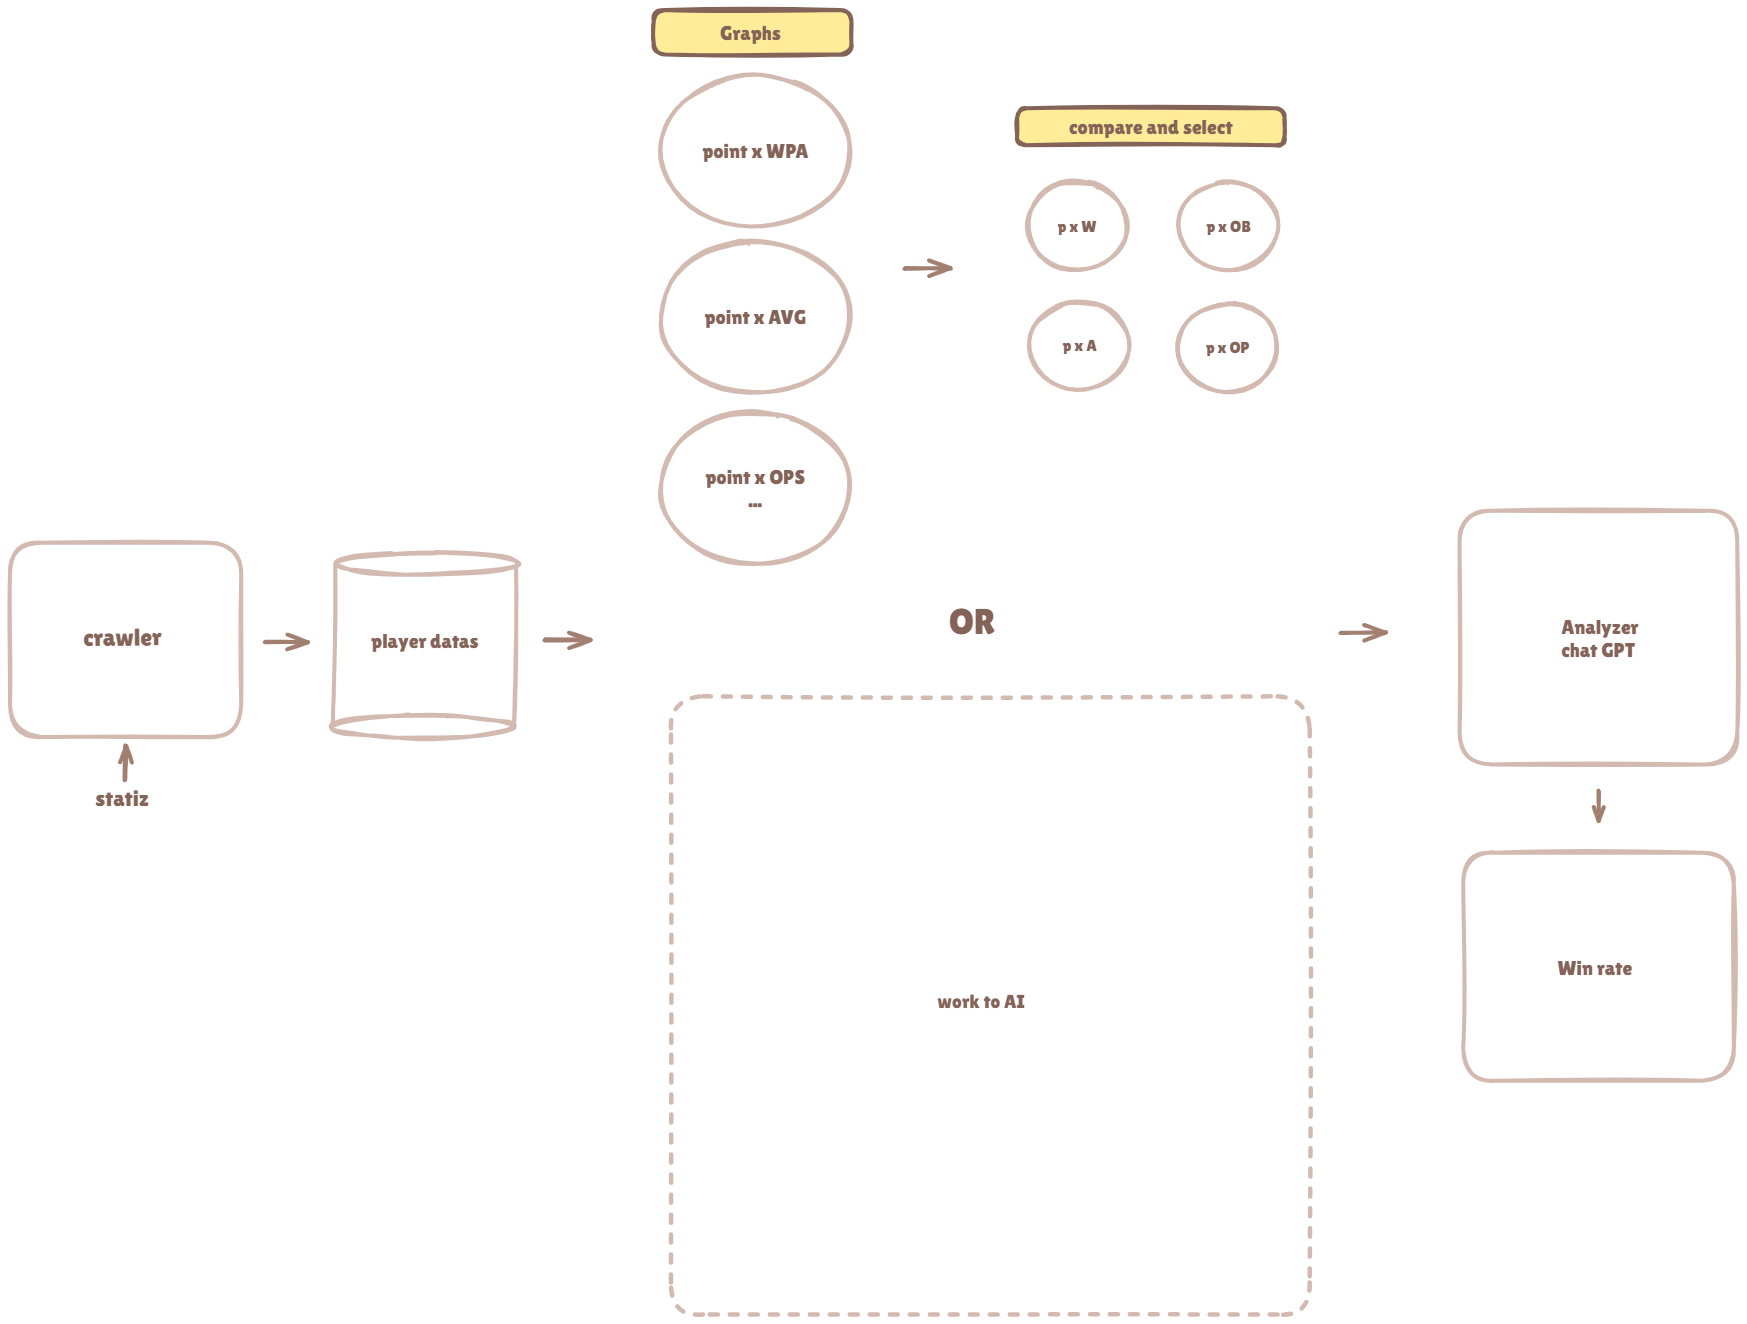 Graphs
point x WPA
point x AVG
point x OPS
...
compare and select
p x W
p x OB
p x A
p x OP
crawler
statiz
player datas
OR
work to AI
Analyzer
chat GPT
Win rate